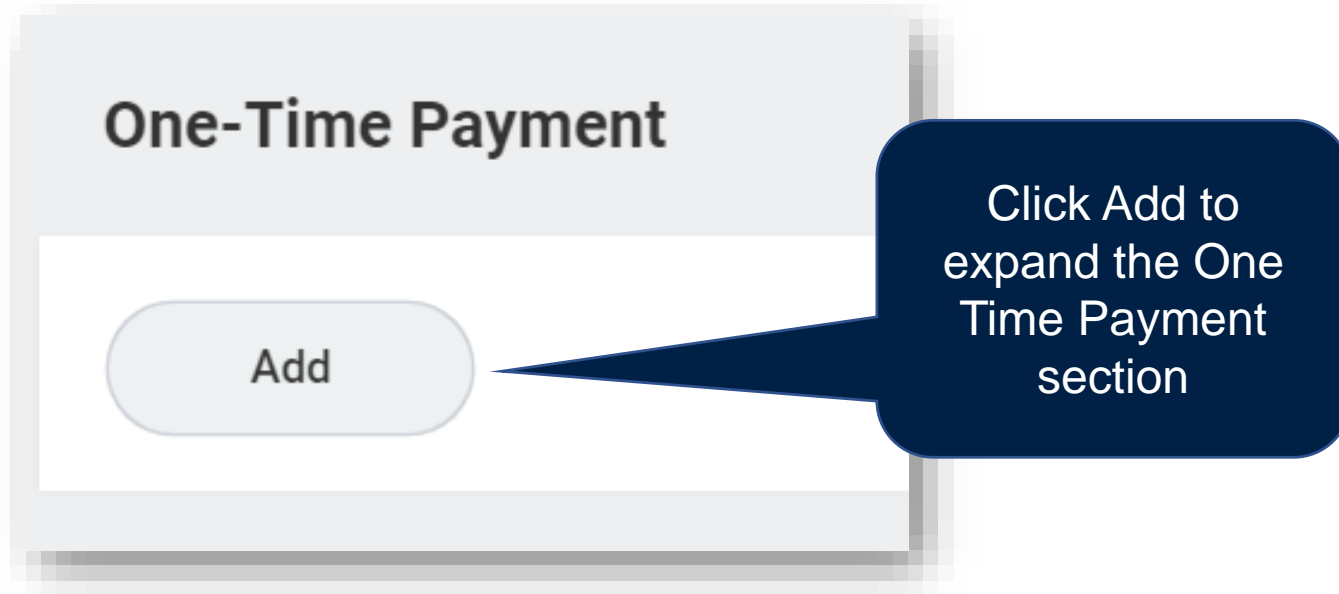 One-Time Payment
Add
Click Add to
expand the One
Time Payment
section